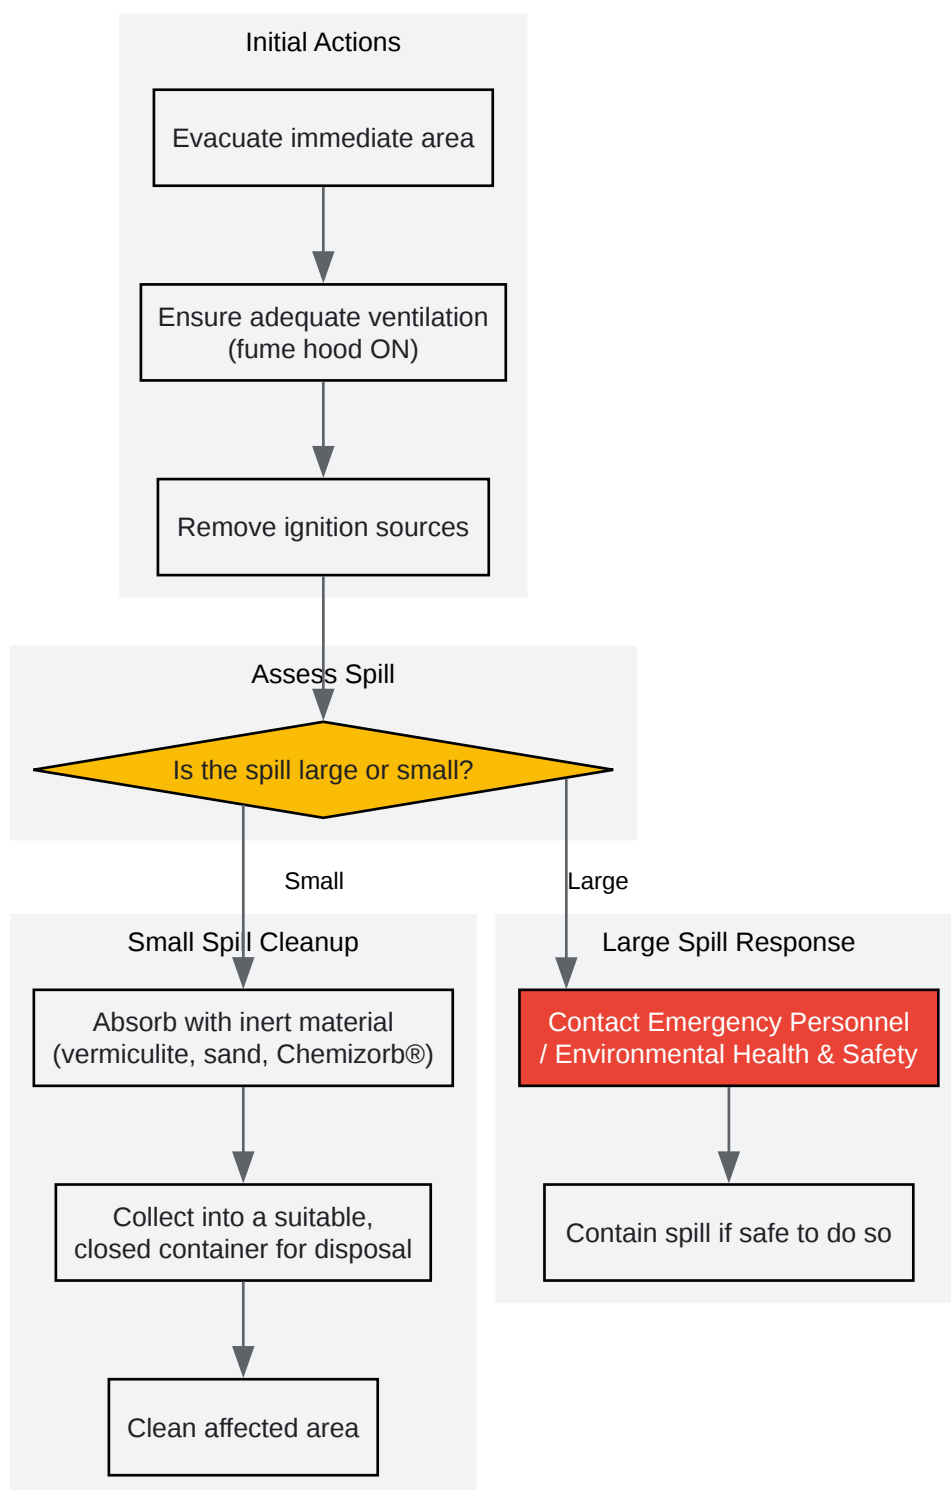 Initial Actions
Evacuate immediate area
Ensure adequate ventilation
(fume hood ON)
Remove ignition sources
Assess Spill
Is the spill large or small?
Small
Large
Small Spill Cleanup
Absorb with inert material
(vermiculite, sand, Chemizorb®)
Collect into a suitable,
closed container for disposal
Clean affected area
Large Spill Response
Contact Emergency Personnel
/ Environmental Health & Safety
Contain spill if safe to do so